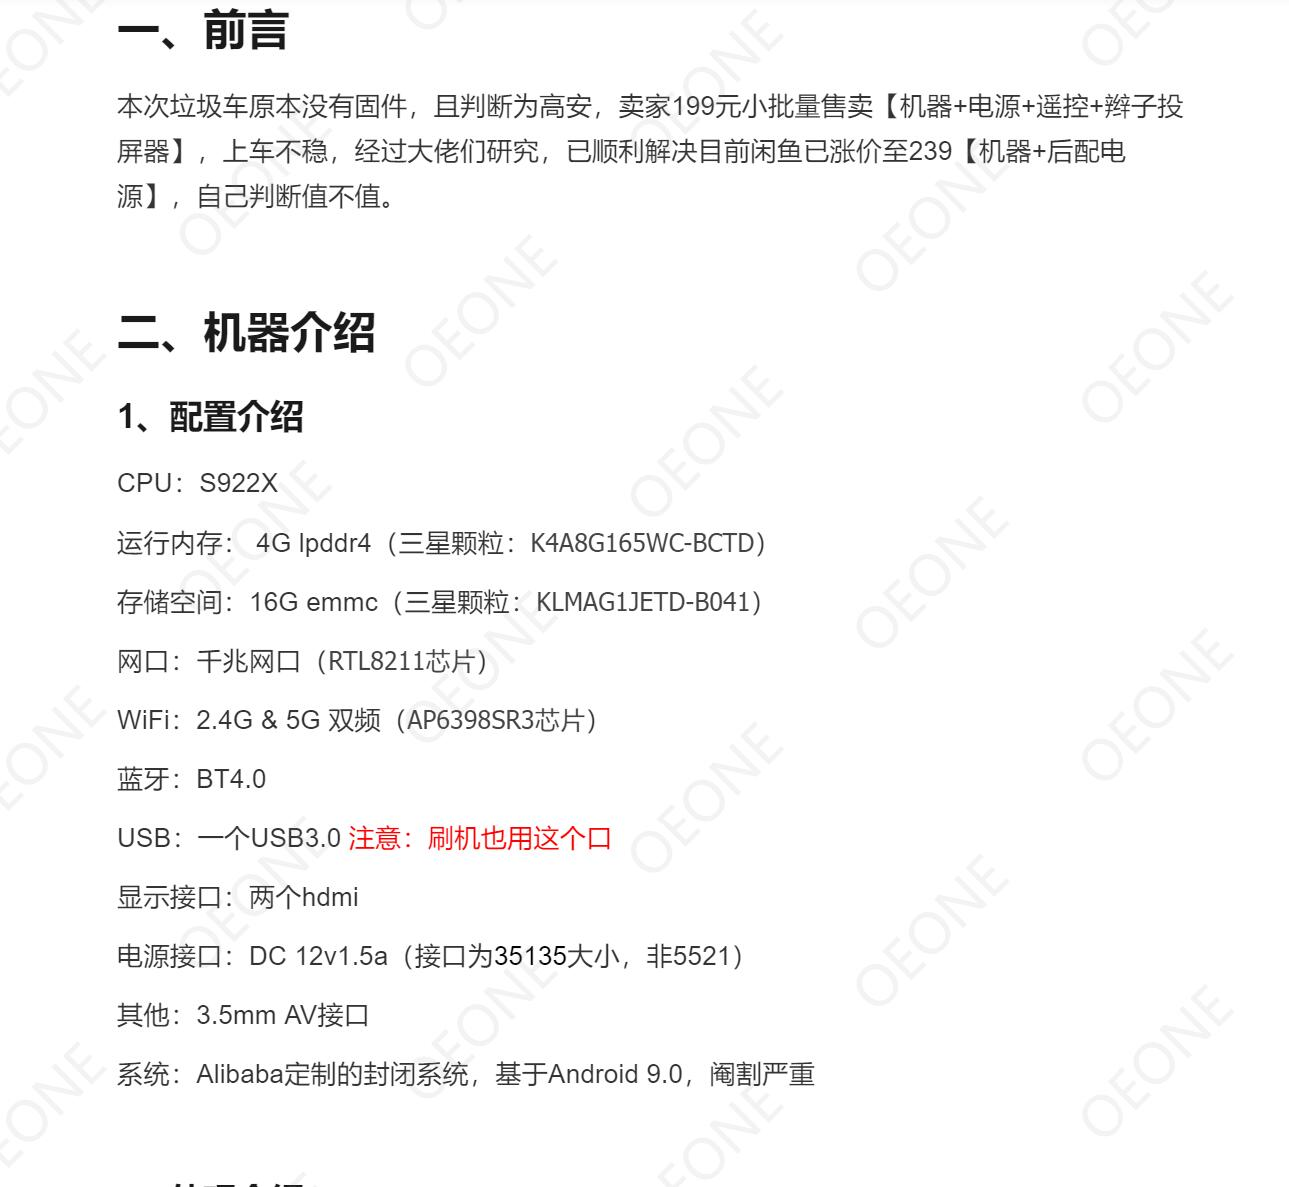 一、前言
本次垃圾车原本没有固件，且判断为高安，卖家199元小批量售卖【机器+电源+遥控+辫子投
屏器】，上车不稳，经过大佬们研究，已顺利解决目前闲鱼已涨价至239【机器+后配电
源】，自己判断值不值。
二、机器介绍
1、配置介绍
CPU：S922X
运行内存： 4G lpddr4（三星颗粒：K4A8G165WC-BCTD）
存储空间：16G emmc（三星颗粒：KLMAG1JETD-B041）
网口：千兆网口（RTL8211芯片）
WiFi：2.4G & 5G 双频（AP6398SR3芯片）
蓝牙：BT4.0
USB：一个USB3.0 注意：刷机也用这个口
显示接口：两个hdmi
电源接口：DC 12v1.5a（接口为35135大小，非5521）
其他：3.5mm AV接口
系统：Alibaba定制的封闭系统，基于Android 9.0，阉割严重